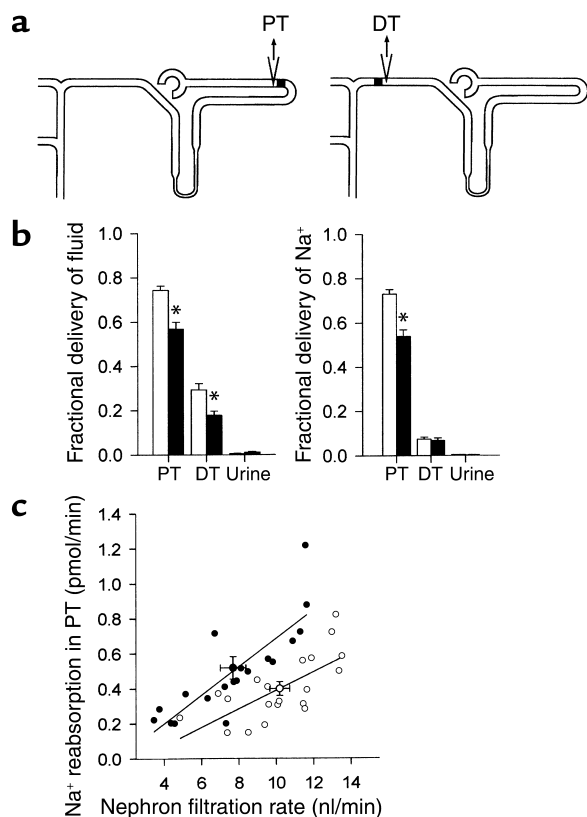 a
PT
DT
b
Fractional delivery of fluid
0.0
0.2
0.4
0.6
0.8
1.0
*
*
PT DT Urine
Fractional delivery of Na⁺
0.0
0.2
0.4
0.6
0.8
1.0
*
PT DT Urine
c
Na⁺ reabsorption in PT (pmol/min)
1.4
1.2
1.0
0.8
0.6
0.4
0.2
0.0
4 6 8 10 12 14
Nephron filtration rate (nl/min)